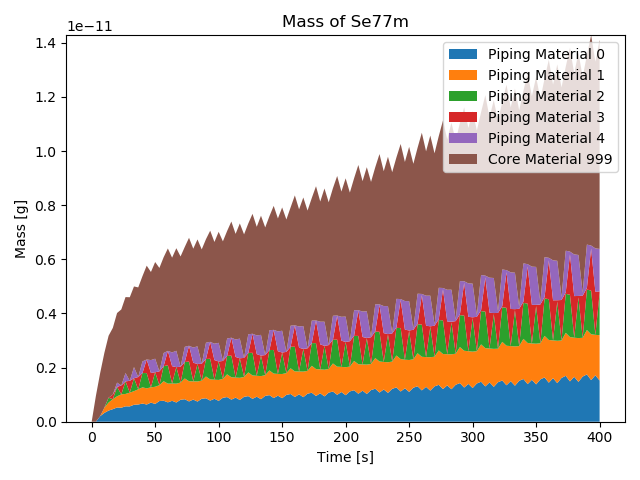 Mass of Se77m
1e−11
1.4
1.2
1.0
0.8
0.6
0.4
0.2
0.0
Mass [g]
Piping Material 0
Piping Material 1
Piping Material 2
Piping Material 3
Piping Material 4
Core Material 999
0 50 100 150 200 250 300 350 400
Time [s]